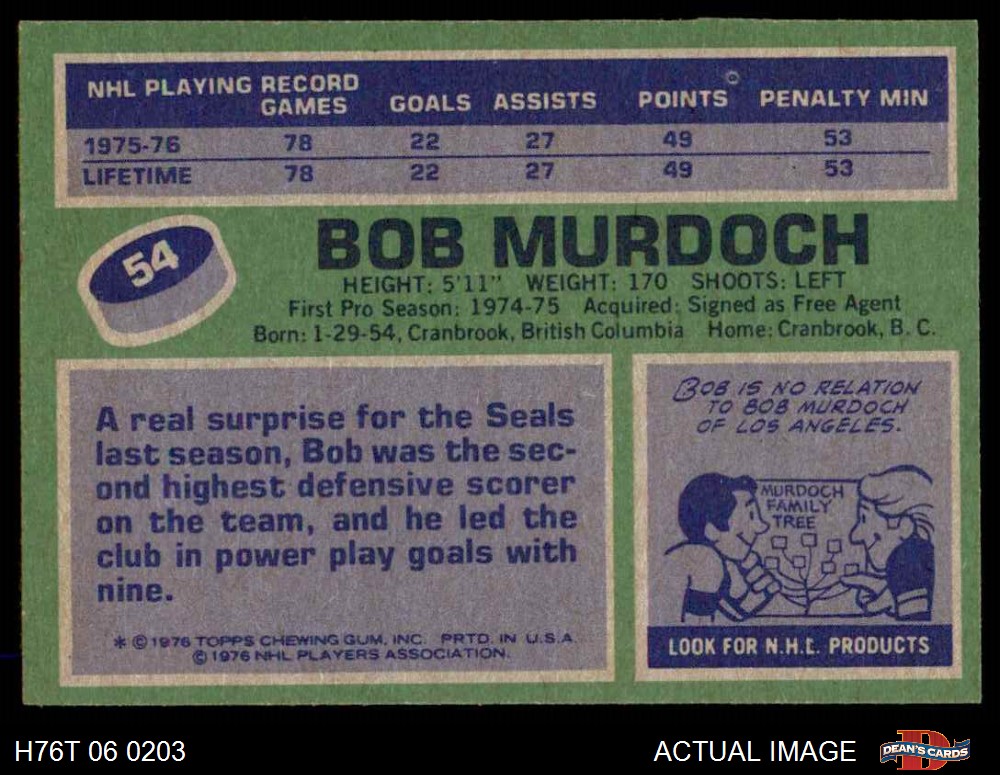 NHL PLAYING RECORD
GAMES GOALS ASSISTS POINTS PENALTY MIN
1975-76 78 22 27 49 53
LIFETIME 78 22 27 49 53
54
BOB MURDOCH
HEIGHT: 5'11" WEIGHT: 170 SHOOTS: LEFT
First Pro Season: 1974-75 Acquired: Signed as Free Agent
Born: 1-29-54, Cranbrook, British Columbia Home: Cranbrook, B. C.
A real surprise for the Seals
last season, Bob was the sec-
ond highest defensive scorer
on the team, and he led the
club in power play goals with
nine.
* © 1976 TOPPS CHEWING GUM, INC. PRTD. IN U.S.A.
© 1976 NHL PLAYERS ASSOCIATION.
BOB IS NO RELATION
TO BOB MURDOCH
OF LOS ANGELES.
MURDOCH
FAMILY
TREE
LOOK FOR N.H.L. PRODUCTS
H76T 06 0203
ACTUAL IMAGE
DEAN'S CARDS